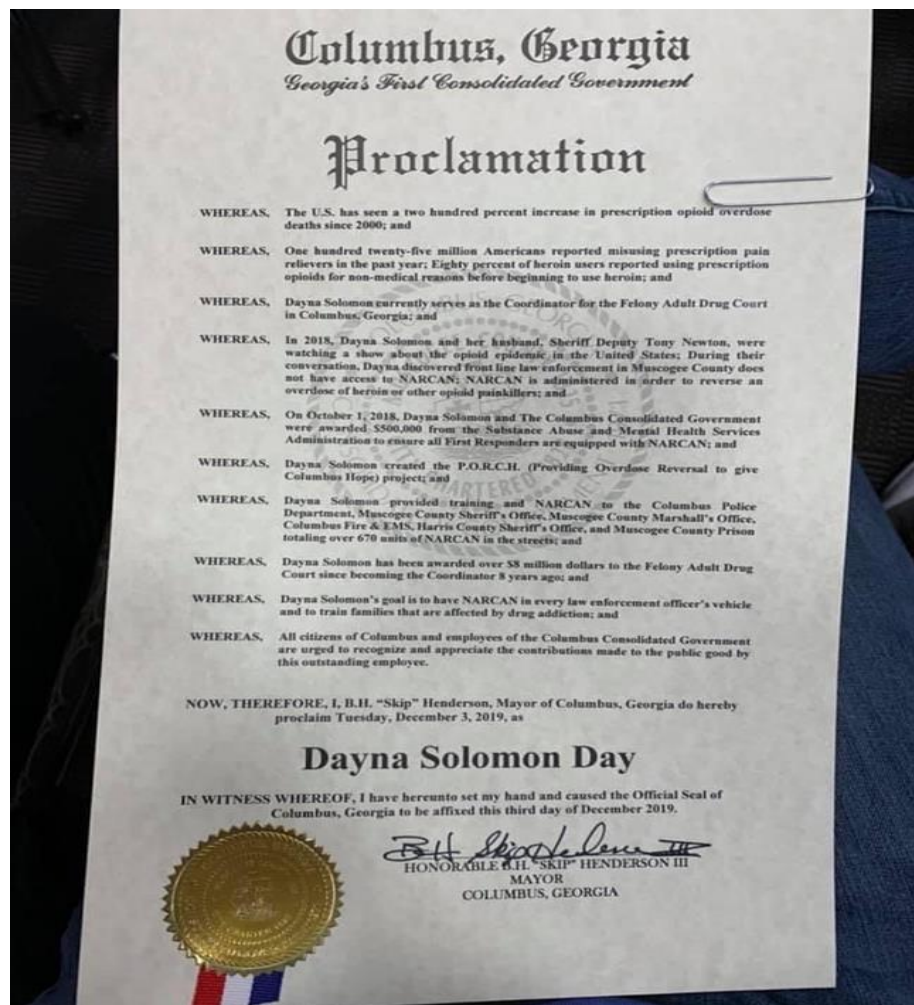 Columbus, Georgia
Georgia's First Consolidated Government
Proclamation
WHEREAS, The U.S. has seen a two hundred percent increase in prescription opioid overdose
deaths since 2000; and
WHEREAS, One hundred twenty-five million Americans reported misusing prescription pain
relievers in the past year; Eighty percent of heroin users reported using prescription
opioids for non-medical reasons before beginning to use heroin; and
WHEREAS, Dayna Solomon currently serves as the Coordinator for the Felony Adult Drug Court
in Columbus, Georgia; and
WHEREAS, In 2018, Dayna Solomon and her husband, Sheriff Deputy Tony Newton, were
watching a show about the opioid epidemic in the United States; During their
conversation, Dayna discovered front line law enforcement in Muscogee County does
not have access to NARCAN; NARCAN is administered in order to reverse an
overdose of heroin or other opioid painkillers; and
WHEREAS, On October 1, 2018, Dayna Solomon and The Columbus Consolidated Government
were awarded $500,000 from the Substance Abuse and Mental Health Services
Administration to ensure all First Responders are equipped with NARCAN; and
WHEREAS, Dayna Solomon created the P.O.R.C.H. (Providing Overdose Reversal to give
Columbus Hope) project; and
WHEREAS, Dayna Solomon provided training and NARCAN to the Columbus Police
Department, Muscogee County Sheriff's Office, Muscogee County Marshall's Office,
Columbus Fire & EMS, Harris County Sheriff's Office, and Muscogee County Prison
totaling over 670 units of NARCAN in the streets; and
WHEREAS, Dayna Solomon has been awarded over $8 million dollars to the Felony Adult Drug
Court since becoming the Coordinator 8 years ago; and
WHEREAS, Dayna Solomon's goal is to have NARCAN in every law enforcement officer's vehicle
and to train families that are affected by drug addiction; and
WHEREAS, All citizens of Columbus and employees of the Columbus Consolidated Government
are urged to recognize and appreciate the contributions made to the public good by
this outstanding employee.
NOW, THEREFORE, I, B.H. "Skip" Henderson, Mayor of Columbus, Georgia do hereby
proclaim Tuesday, December 3, 2019, as
Dayna Solomon Day
IN WITNESS WHEREOF, I have hereunto set my hand and caused the Official Seal of
Columbus, Georgia to be affixed this third day of December 2019.
BH Skip Henderson III
HONORABLE B.H. "SKIP" HENDERSON III
MAYOR
COLUMBUS, GEORGIA